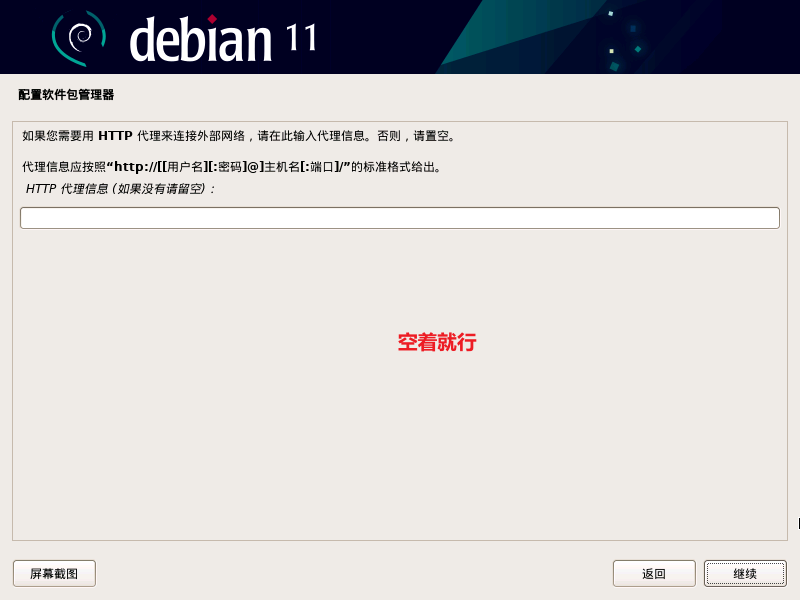 debian 11
配置软件包管理器
如果您需要用 HTTP 代理来连接外部网络，请在此输入代理信息。否则，请置空。
代理信息应按照“http://[[用户名][:密码]@]主机名[:端口]/”的标准格式给出。
HTTP 代理信息 (如果没有请留空)：
空着就行
屏幕截图
返回
继续